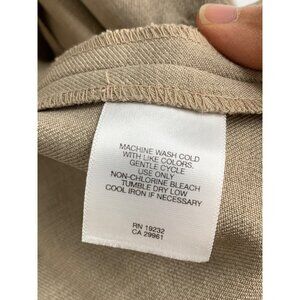 MACHINE WASH COLD
WITH LIKE COLORS.
GENTLE CYCLE
USE ONLY
NON-CHLORINE BLEACH
TUMBLE DRY LOW
COOL IRON IF NECESSARY
RN 19232
CA 29961